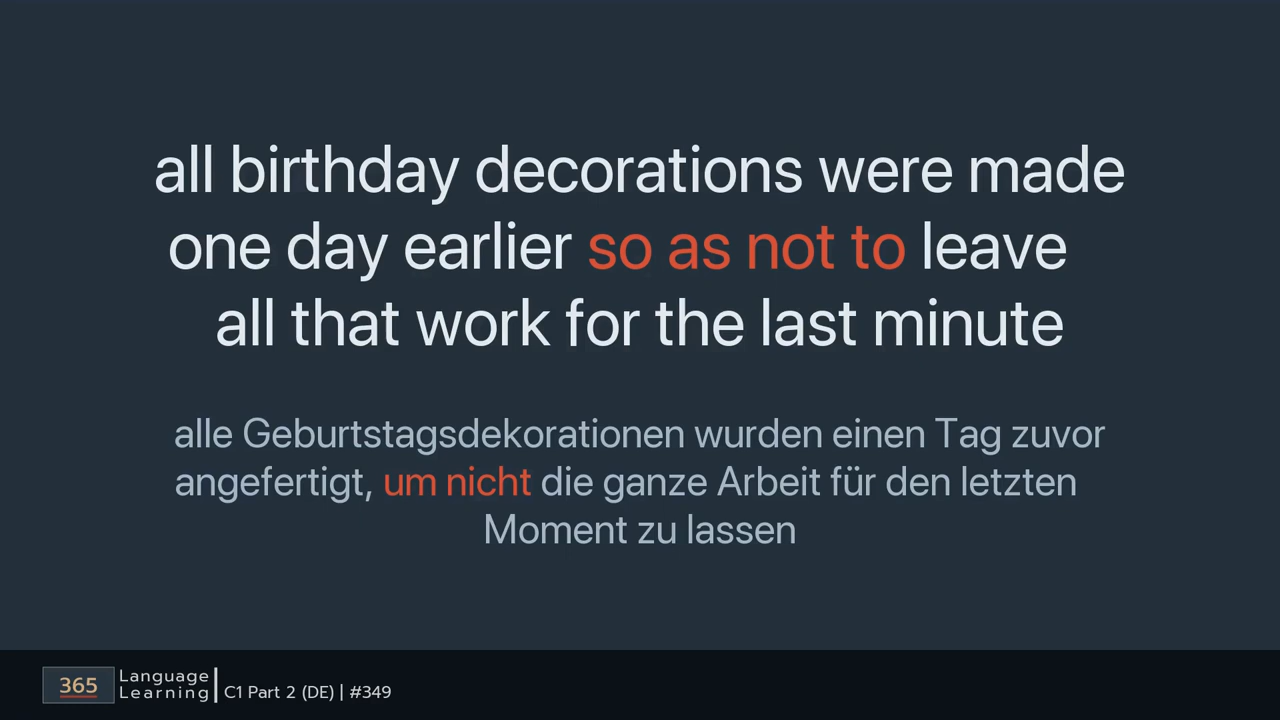 all birthday decorations were made
one day earlier so as not to leave
all that work for the last minute
alle Geburtstagsdekorationen wurden einen Tag zuvor
angefertigt, um nicht die ganze Arbeit für den letzten
Moment zu lassen
365
Language
Learning
C1 Part 2 (DE) | #349